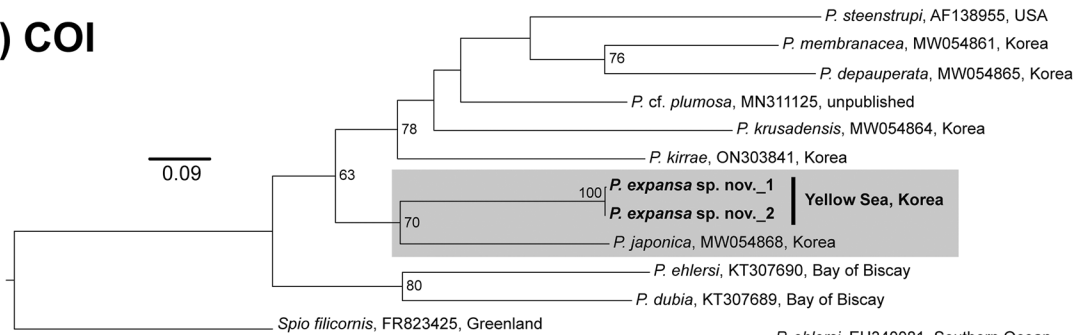 ) COI
P. steenstrupi, AF138955, USA
P. membranacea, MW054861, Korea
76
P. depauperata, MW054865, Korea
P. cf. plumosa, MN311125, unpublished
78
P. krusadensis, MW054864, Korea
0.09
P. kirrae, ON303841, Korea
63
100
P. expansa sp. nov._1
Yellow Sea, Korea
P. expansa sp. nov._2
70
P. japonica, MW054868, Korea
P. ehlersi, KT307690, Bay of Biscay
80
P. dubia, KT307689, Bay of Biscay
Spio filicornis, FR823425, Greenland